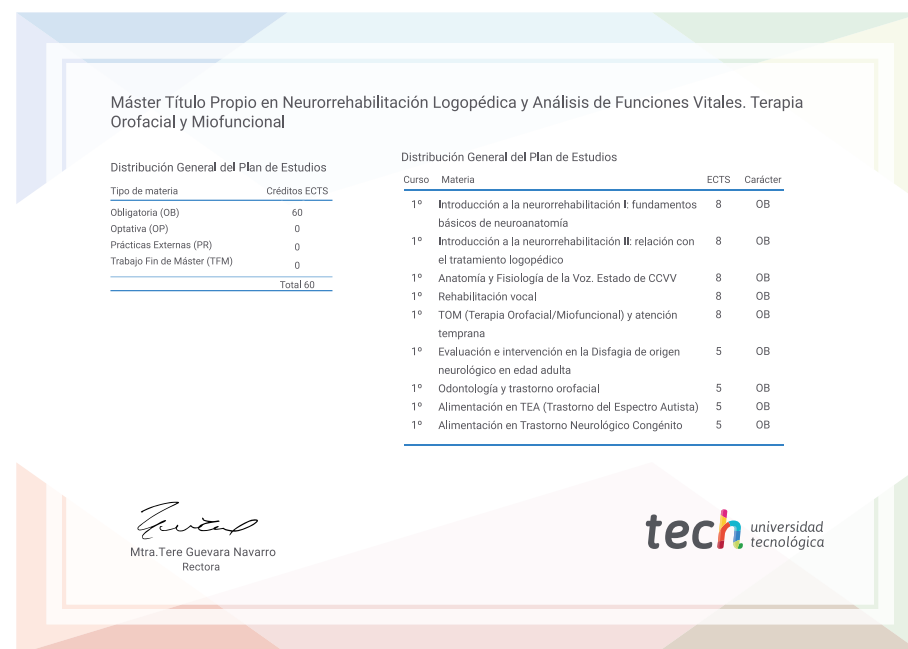 Máster Título Propio en Neurorrehabilitación Logopédica y Análisis de Funciones Vitales. Terapia
Orofacial y Miofuncional
Distribución General del Plan de Estudios
Tipo de materia Créditos ECTS
Obligatoria (OB) 60
Optativa (OP) 0
Prácticas Externas (PR) 0
Trabajo Fin de Máster (TFM) 0
Total 60
Distribución General del Plan de Estudios
Curso Materia ECTS Carácter
1º Introducción a la neurorrehabilitación I: fundamentos 8 OB
básicos de neuroanatomía
1º Introducción a la neurorrehabilitación II: relación con 8 OB
el tratamiento logopédico
1º Anatomía y Fisiología de la Voz. Estado de CCVV 8 OB
1º Rehabilitación vocal 8 OB
1º TOM (Terapia Orofacial/Miofuncional) y atención 8 OB
temprana
1º Evaluación e intervención en la Disfagia de origen 5 OB
neurológico en edad adulta
1º Odontología y trastorno orofacial 5 OB
1º Alimentación en TEA (Trastorno del Espectro Autista) 5 OB
1º Alimentación en Trastorno Neurológico Congénito 5 OB
Mtra.Tere Guevara Navarro
Rectora
tech universidad
tecnológica